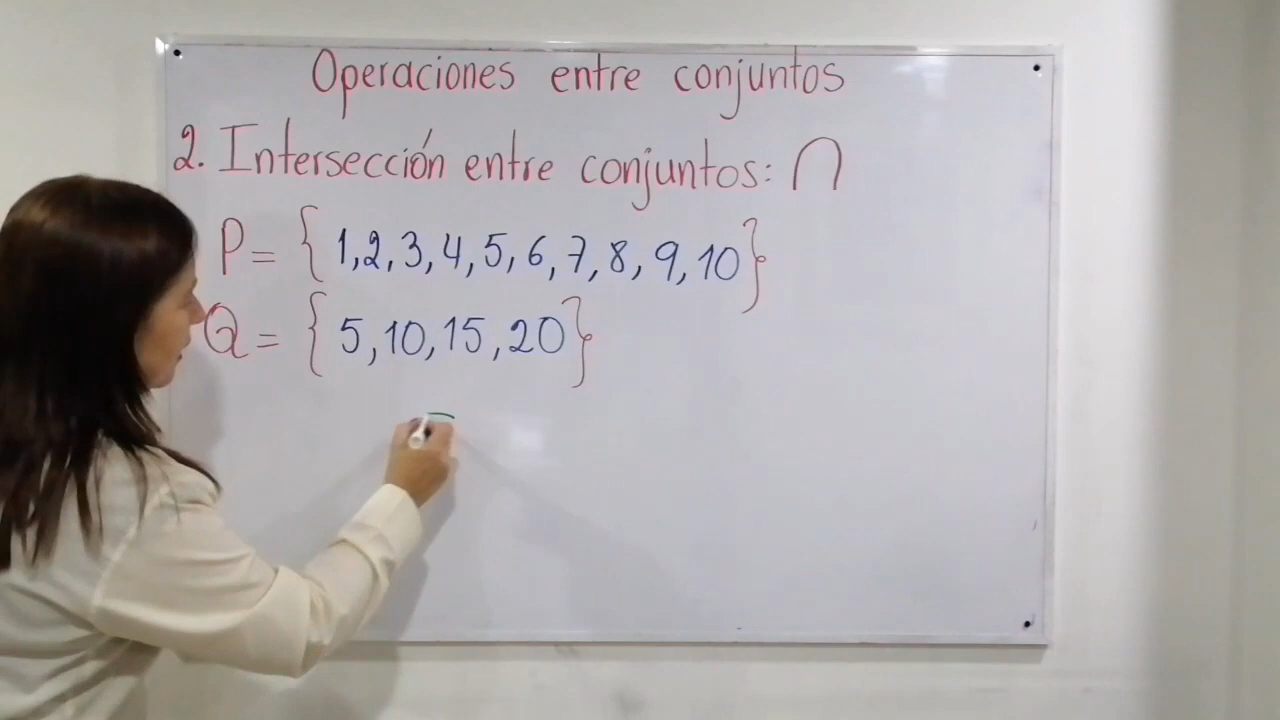 Operaciones entre conjuntos
2. Intersección entre conjuntos: ∩
P = { 1,2,3,4,5,6,7,8,9,10}
Q = { 5,10,15,20}